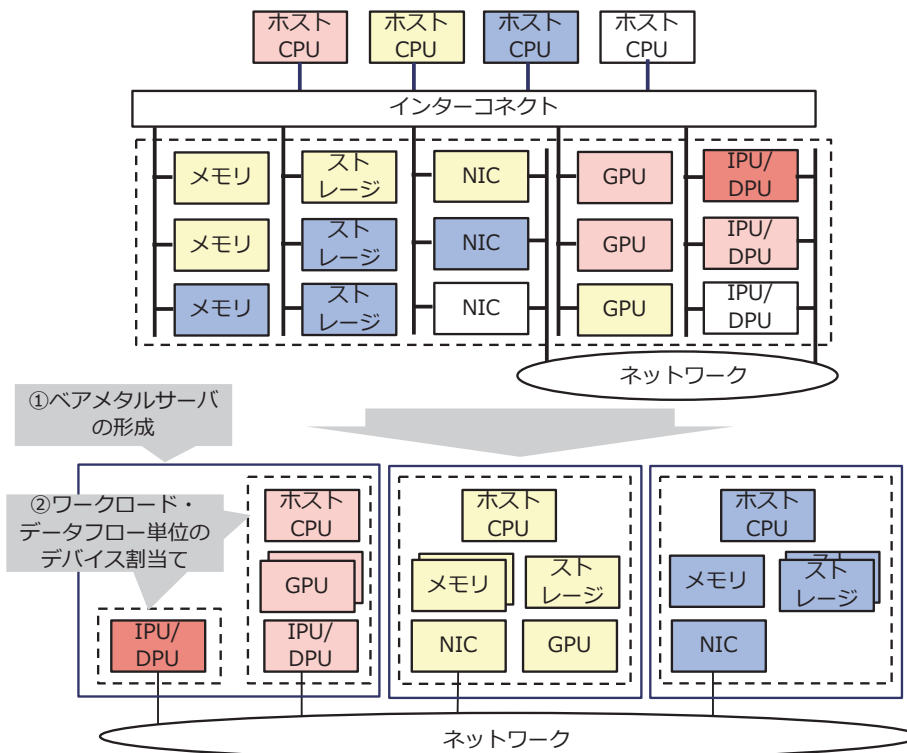 ホスト
CPU
ホスト
CPU
ホスト
CPU
ホスト
CPU
インターコネクト
メモリ
スト
レージ
NIC
GPU
IPU/
DPU
メモリ
スト
レージ
NIC
GPU
IPU/
DPU
メモリ
スト
レージ
NIC
GPU
IPU/
DPU
ネットワーク
①ベアメタルサーバ
の形成
②ワークロード・
データフロー単位の
デバイス割当て
IPU/
DPU
ホスト
CPU
GPU
IPU/
DPU
ホスト
CPU
メモリ
スト
レージ
NIC
GPU
ホスト
CPU
メモリ
スト
スト
レージ
NIC
ネットワーク